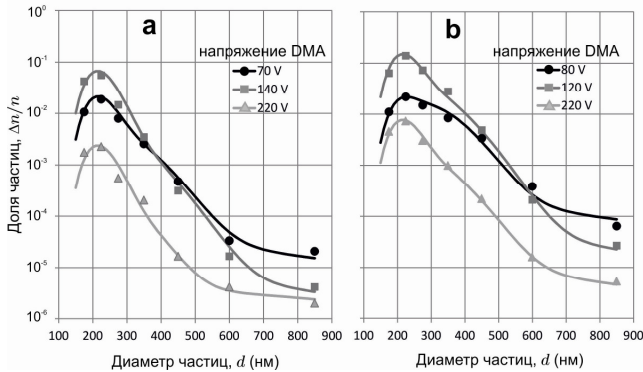 a
напряжение DMA
70 V
140 V
220 V
b
напряжение DMA
80 V
120 V
220 V
Доля частиц, Δn/n
10⁰
10⁻¹
10⁻²
10⁻³
10⁻⁴
10⁻⁵
10⁻⁶
100 200 300 400 500 600 700 800 900
100 200 300 400 500 600 700 800 900
Диаметр частиц, d (нм)
Диаметр частиц, d (нм)